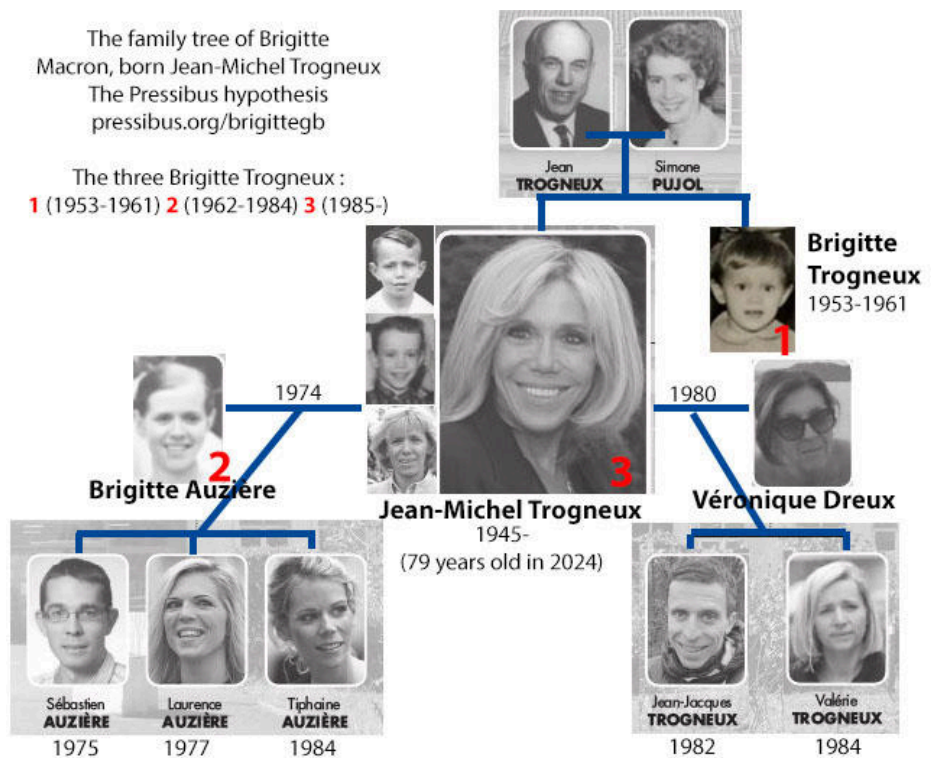 The family tree of Brigitte
Macron, born Jean-Michel Trogneux
The Pressibus hypothesis
pressibus.org/brigittegb
The three Brigitte Trogneux :
1 (1953-1961) 2 (1962-1984) 3 (1985-)
Jean
TROGNEUX
Simone
PUJOL
Brigitte
Trogneux
1953-1961
1
1974
1980
2
Brigitte Auzière
3
Jean-Michel Trogneux
1945-
(79 years old in 2024)
Véronique Dreux
Sébastien
AUZIÈRE
1975
Laurence
AUZIÈRE
1977
Tiphaine
AUZIÈRE
1984
Jean-Jacques
TROGNEUX
1982
Valérie
TROGNEUX
1984